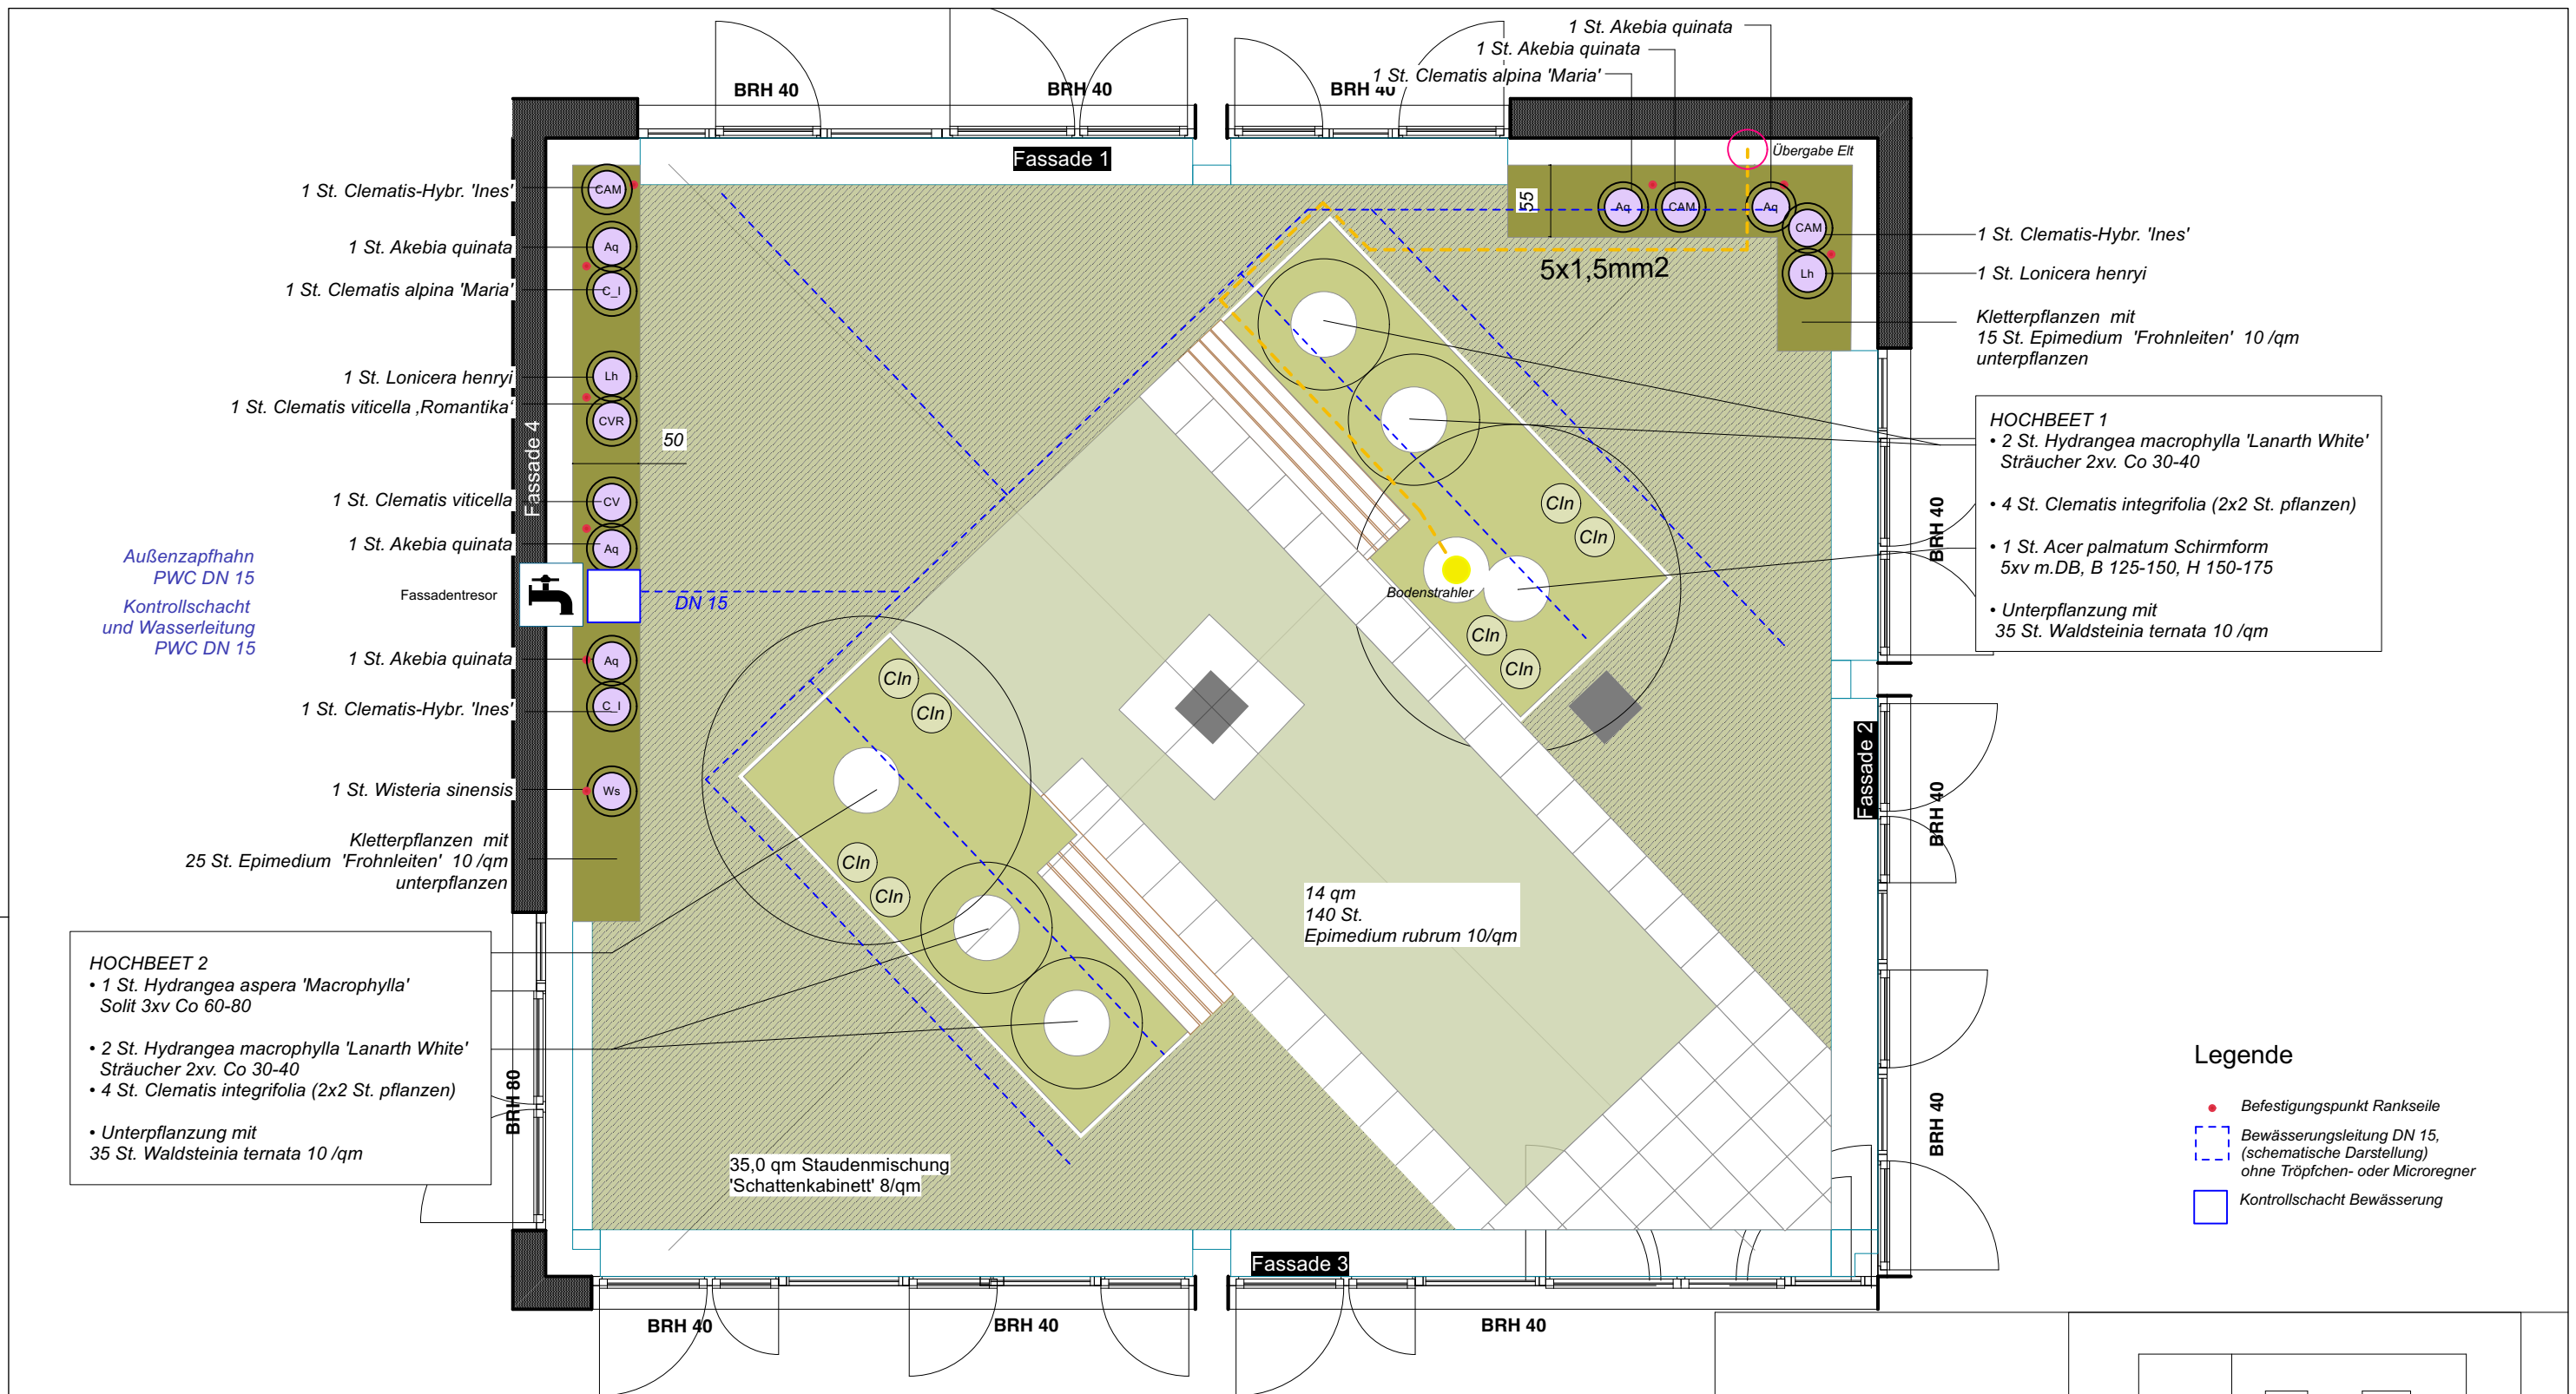 1 St. Akebia quinata
1 St. Akebia quinata
1 St. Clematis alpina 'Maria'
BRH 40
BRH 40
BRH 40
Fassade 1
Übergabe Elt
1 St. Clematis-Hybr. 'Ines'
1 St. Akebia quinata
1 St. Clematis alpina 'Maria'
1 St. Lonicera henryi
1 St. Clematis viticella ‚Romantika‘
1 St. Clematis viticella
1 St. Akebia quinata
Außenzapfhahn
PWC DN 15
Kontrollschacht
und Wasserleitung
PWC DN 15
Fassadentresor
1 St. Akebia quinata
1 St. Clematis-Hybr. 'Ines'
1 St. Wisteria sinensis
Kletterpflanzen mit
25 St. Epimedium 'Frohnleiten' 10 /qm
unterpflanzen
Fassade 4
CAM
Aq
C_I
Lh
CVR
CV
Aq
Aq
C_I
Ws
50
DN 15
55
Aq
CAM
Aq
CAM
Lh
5x1,5mm2
1 St. Clematis-Hybr. 'Ines'
1 St. Lonicera henryi
Kletterpflanzen mit
15 St. Epimedium 'Frohnleiten' 10 /qm
unterpflanzen
HOCHBEET 1
• 2 St. Hydrangea macrophylla 'Lanarth White'
Sträucher 2xv. Co 30-40
• 4 St. Clematis integrifolia (2x2 St. pflanzen)
• 1 St. Acer palmatum Schirmform
5xv m.DB, B 125-150, H 150-175
• Unterpflanzung mit
35 St. Waldsteinia ternata 10 /qm
BRH 40
CIn
CIn
Bodenstrahler
CIn
CIn
CIn
CIn
CIn
CIn
Fassade 2
BRH 40
BRH 40
14 qm
140 St.
Epimedium rubrum 10/qm
HOCHBEET 2
• 1 St. Hydrangea aspera 'Macrophylla'
Solit 3xv Co 60-80
• 2 St. Hydrangea macrophylla 'Lanarth White'
Sträucher 2xv. Co 30-40
• 4 St. Clematis integrifolia (2x2 St. pflanzen)
• Unterpflanzung mit
35 St. Waldsteinia ternata 10 /qm
BRH 80
35,0 qm Staudenmischung
'Schattenkabinett' 8/qm
Fassade 3
BRH 40
BRH 40
BRH 40
Legende
Befestigungspunkt Rankseile
Bewässerungsleitung DN 15,
(schematische Darstellung)
ohne Tröpfchen- oder Microregner
Kontrollschacht Bewässerung